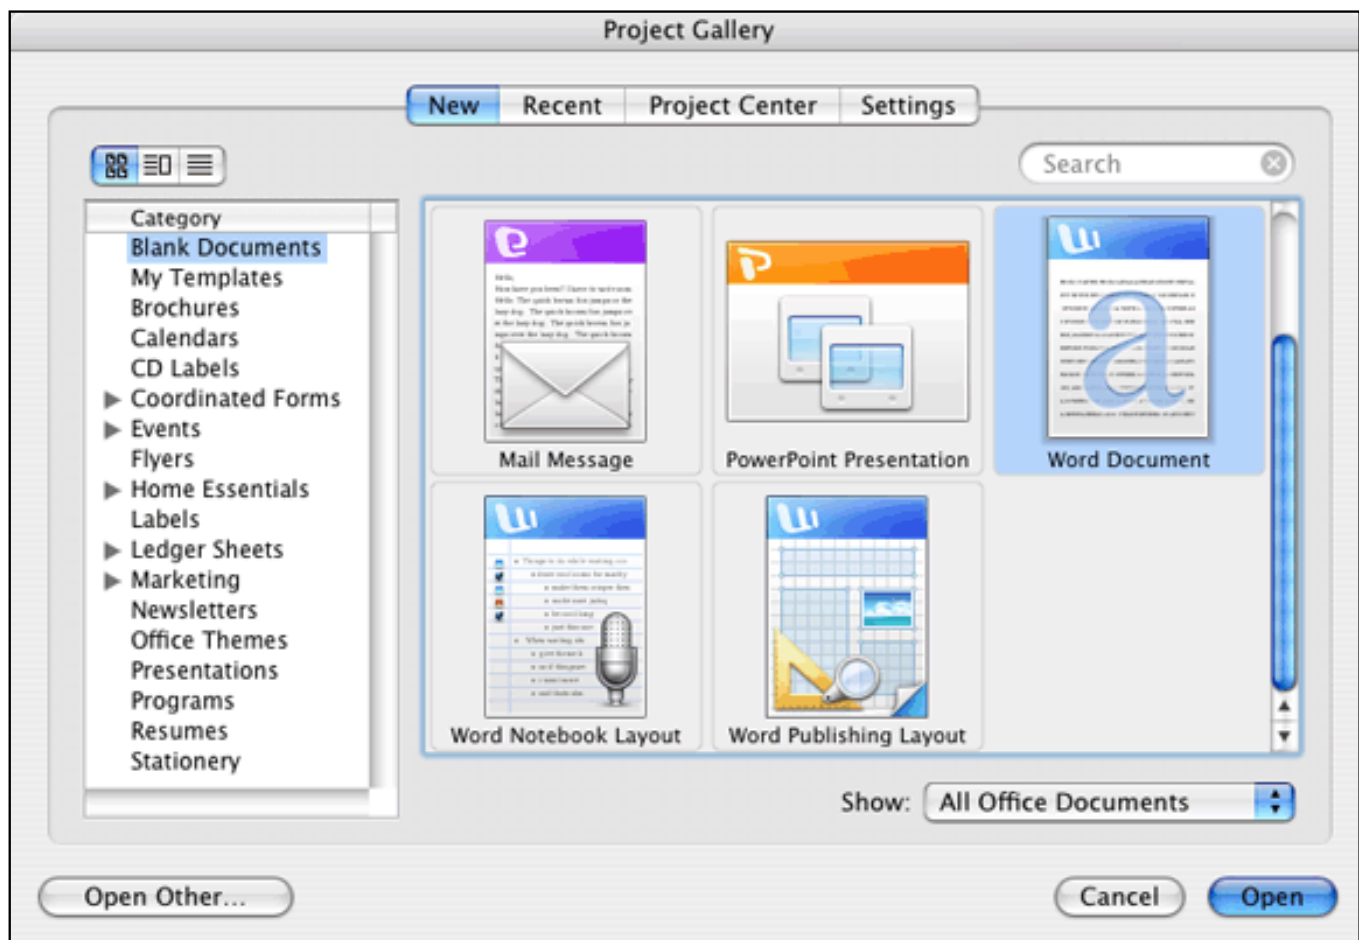 Project Gallery
New Recent Project Center Settings
Search
Category
Blank Documents
My Templates
Brochures
Calendars
CD Labels
Coordinated Forms
Events
Flyers
Home Essentials
Labels
Ledger Sheets
Marketing
Newsletters
Office Themes
Presentations
Programs
Resumes
Stationery
Mail Message
PowerPoint Presentation
a
Word Document
Word Notebook Layout
Word Publishing Layout
Show: All Office Documents
Open Other...
Cancel
Open